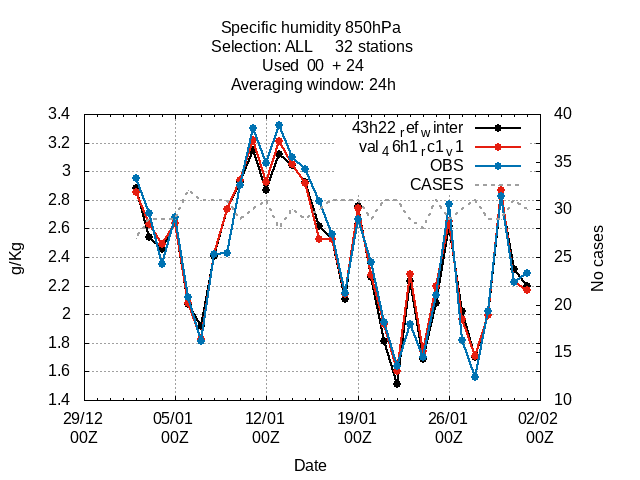 Specific humidity 850hPa
Selection: ALL 32 stations
Used 00 + 24
Averaging window: 24h
43h22refwinter
val46h1rc1v1
OBS
CASES
3.4
3.2
3
2.8
2.6
2.4
2.2
2
1.8
1.6
1.4
g/Kg
40
35
30
25
20
15
10
No cases
29/12 05/01 12/01 19/01 26/01 02/02
00Z 00Z 00Z 00Z 00Z 00Z
Date